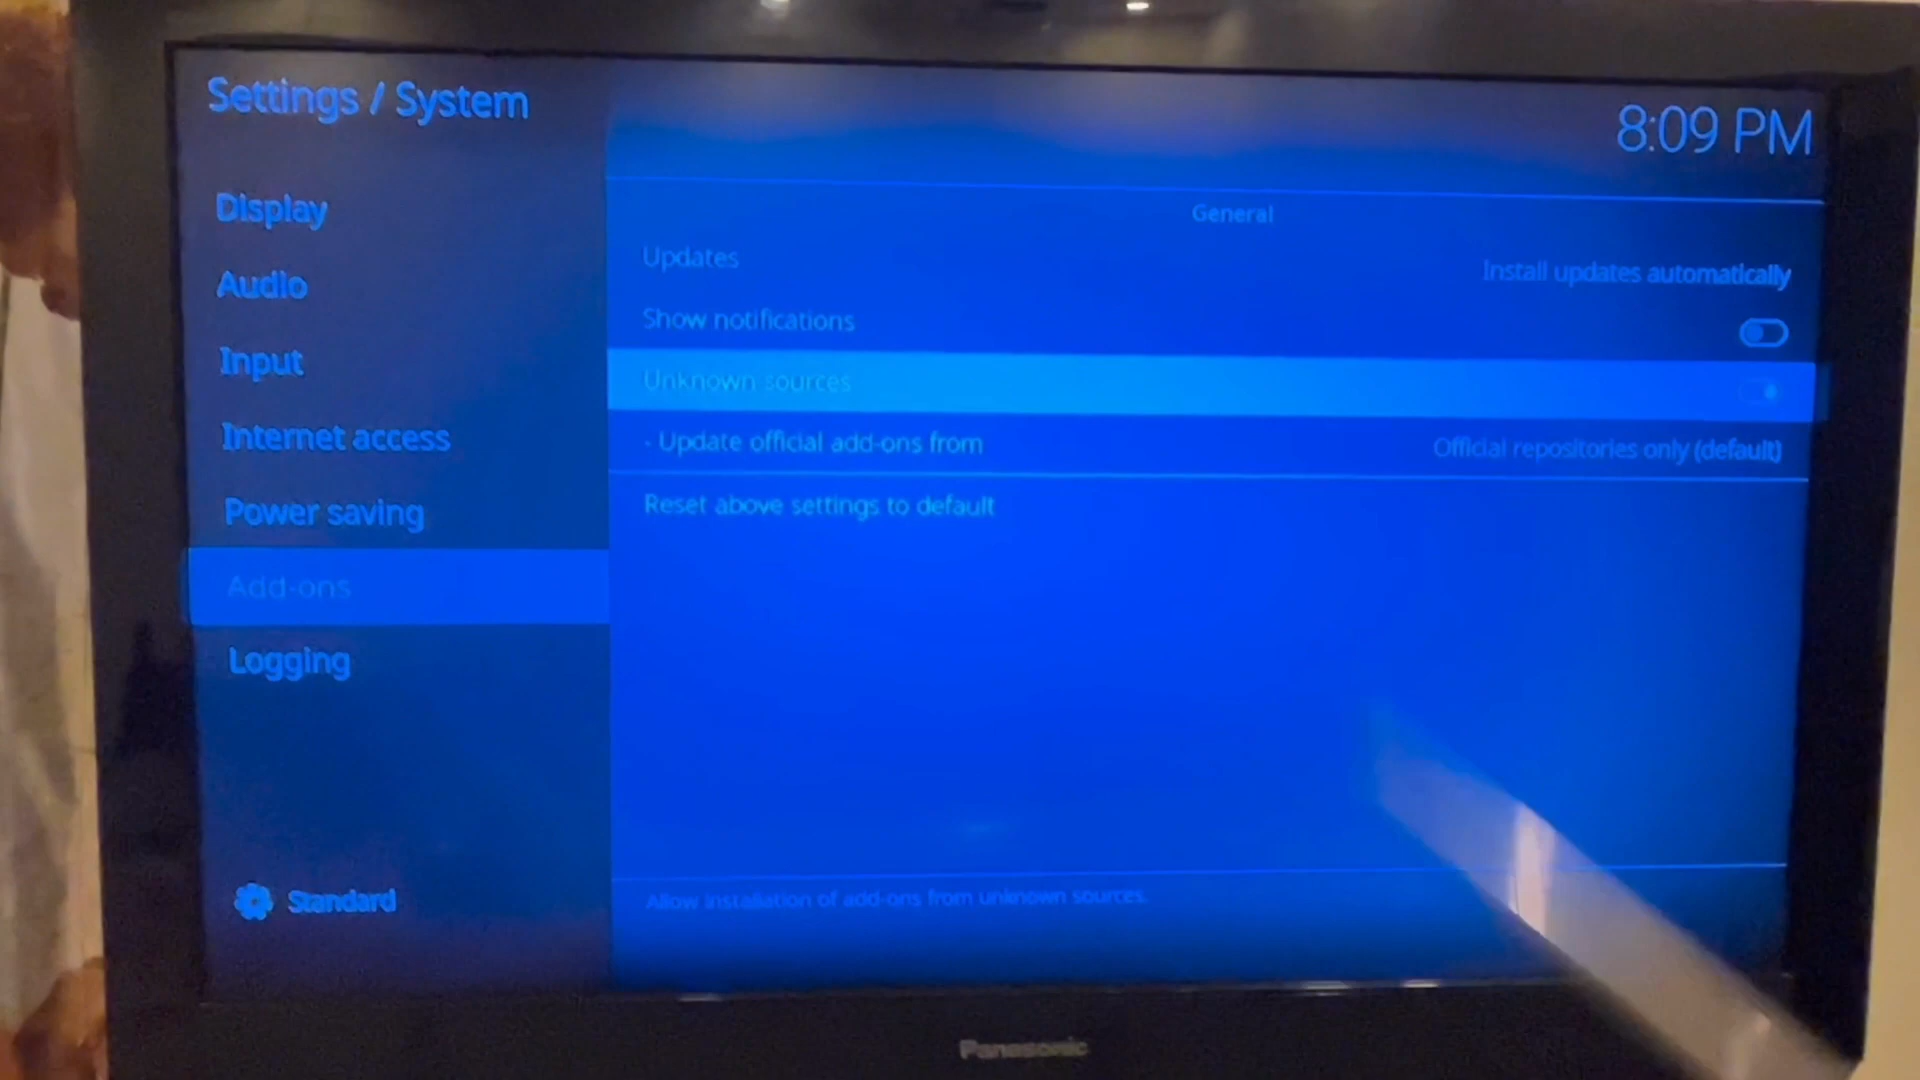 Settings / System
8:09 PM
Display
Audio
Input
Internet access
Power saving
Add-ons
Logging
Standard
General
Updates
Install updates automatically
Show notifications
Unknown sources
- Update official add-ons from
Official repositories only (default)
Reset above settings to default
Allow installation of add-ons from unknown sources.
Panasonic